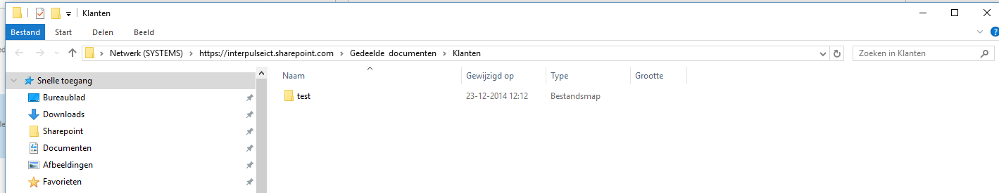 Klanten
Bestand Start Delen Beeld
Netwerk (SYSTEMS) https://interpulseict.sharepoint.com Gedeelde documenten Klanten Zoeken in Klanten
Snelle toegang
Naam Gewijzigd op Type Grootte
test 23-12-2014 12:12 Bestandsmap
Bureaublad
Downloads
Sharepoint
Documenten
Afbeeldingen
Favorieten